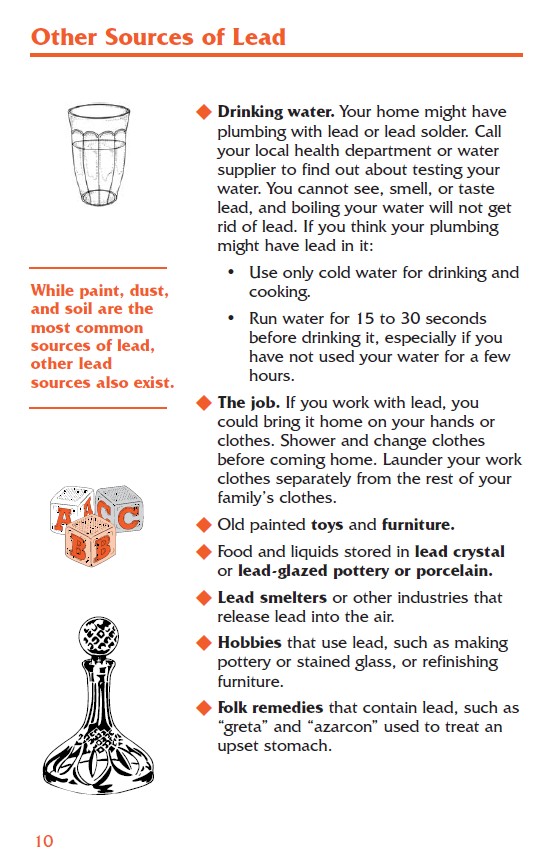 Other Sources of Lead
◆ Drinking water. Your home might have
plumbing with lead or lead solder. Call
your local health department or water
supplier to find out about testing your
water. You cannot see, smell, or taste
lead, and boiling your water will not get
rid of lead. If you think your plumbing
might have lead in it:
• Use only cold water for drinking and
cooking.
• Run water for 15 to 30 seconds
before drinking it, especially if you
have not used your water for a few
hours.
While paint, dust,
and soil are the
most common
sources of lead,
other lead
sources also exist.
◆ The job. If you work with lead, you
could bring it home on your hands or
clothes. Shower and change clothes
before coming home. Launder your work
clothes separately from the rest of your
family's clothes.
A C C
B B
◆ Old painted toys and furniture.
◆ Food and liquids stored in lead crystal
or lead-glazed pottery or porcelain.
◆ Lead smelters or other industries that
release lead into the air.
◆ Hobbies that use lead, such as making
pottery or stained glass, or refinishing
furniture.
◆ Folk remedies that contain lead, such as
“greta” and “azarcon” used to treat an
upset stomach.
10